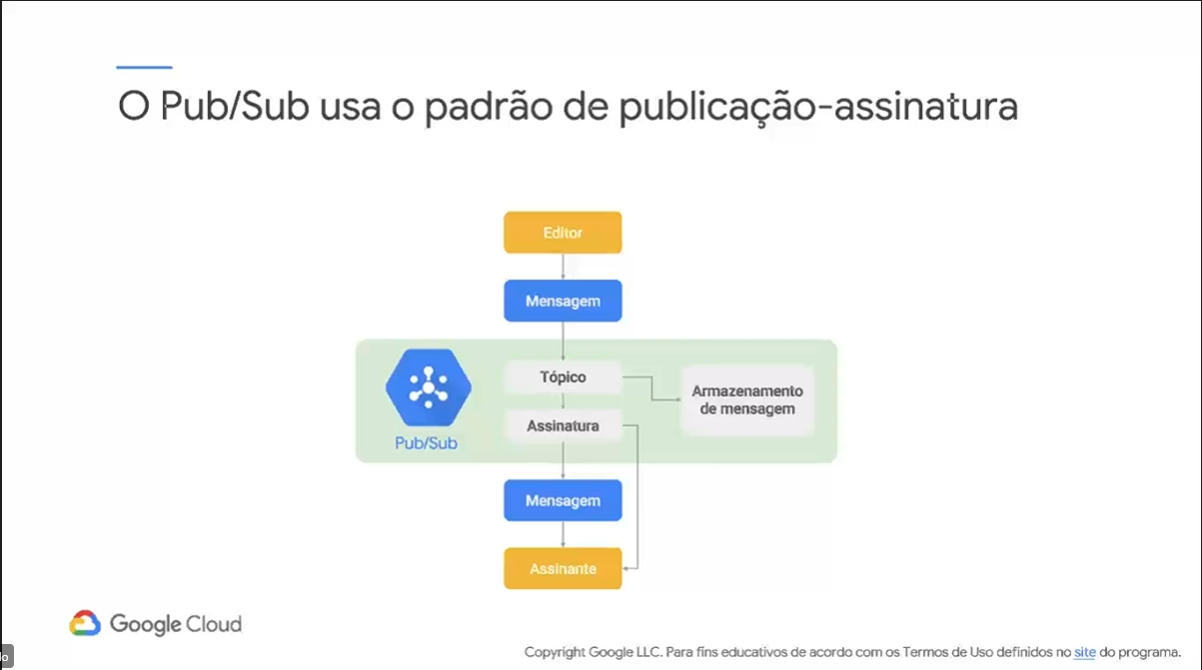 O Pub/Sub usa o padrão de publicação-assinatura
Editor
Mensagem
Tópico
Armazenamento
de mensagem
Assinatura
Pub/Sub
Mensagem
Assinante
Google Cloud
Copyright Google LLC. Para fins educativos de acordo com os Termos de Uso definidos no site do programa.